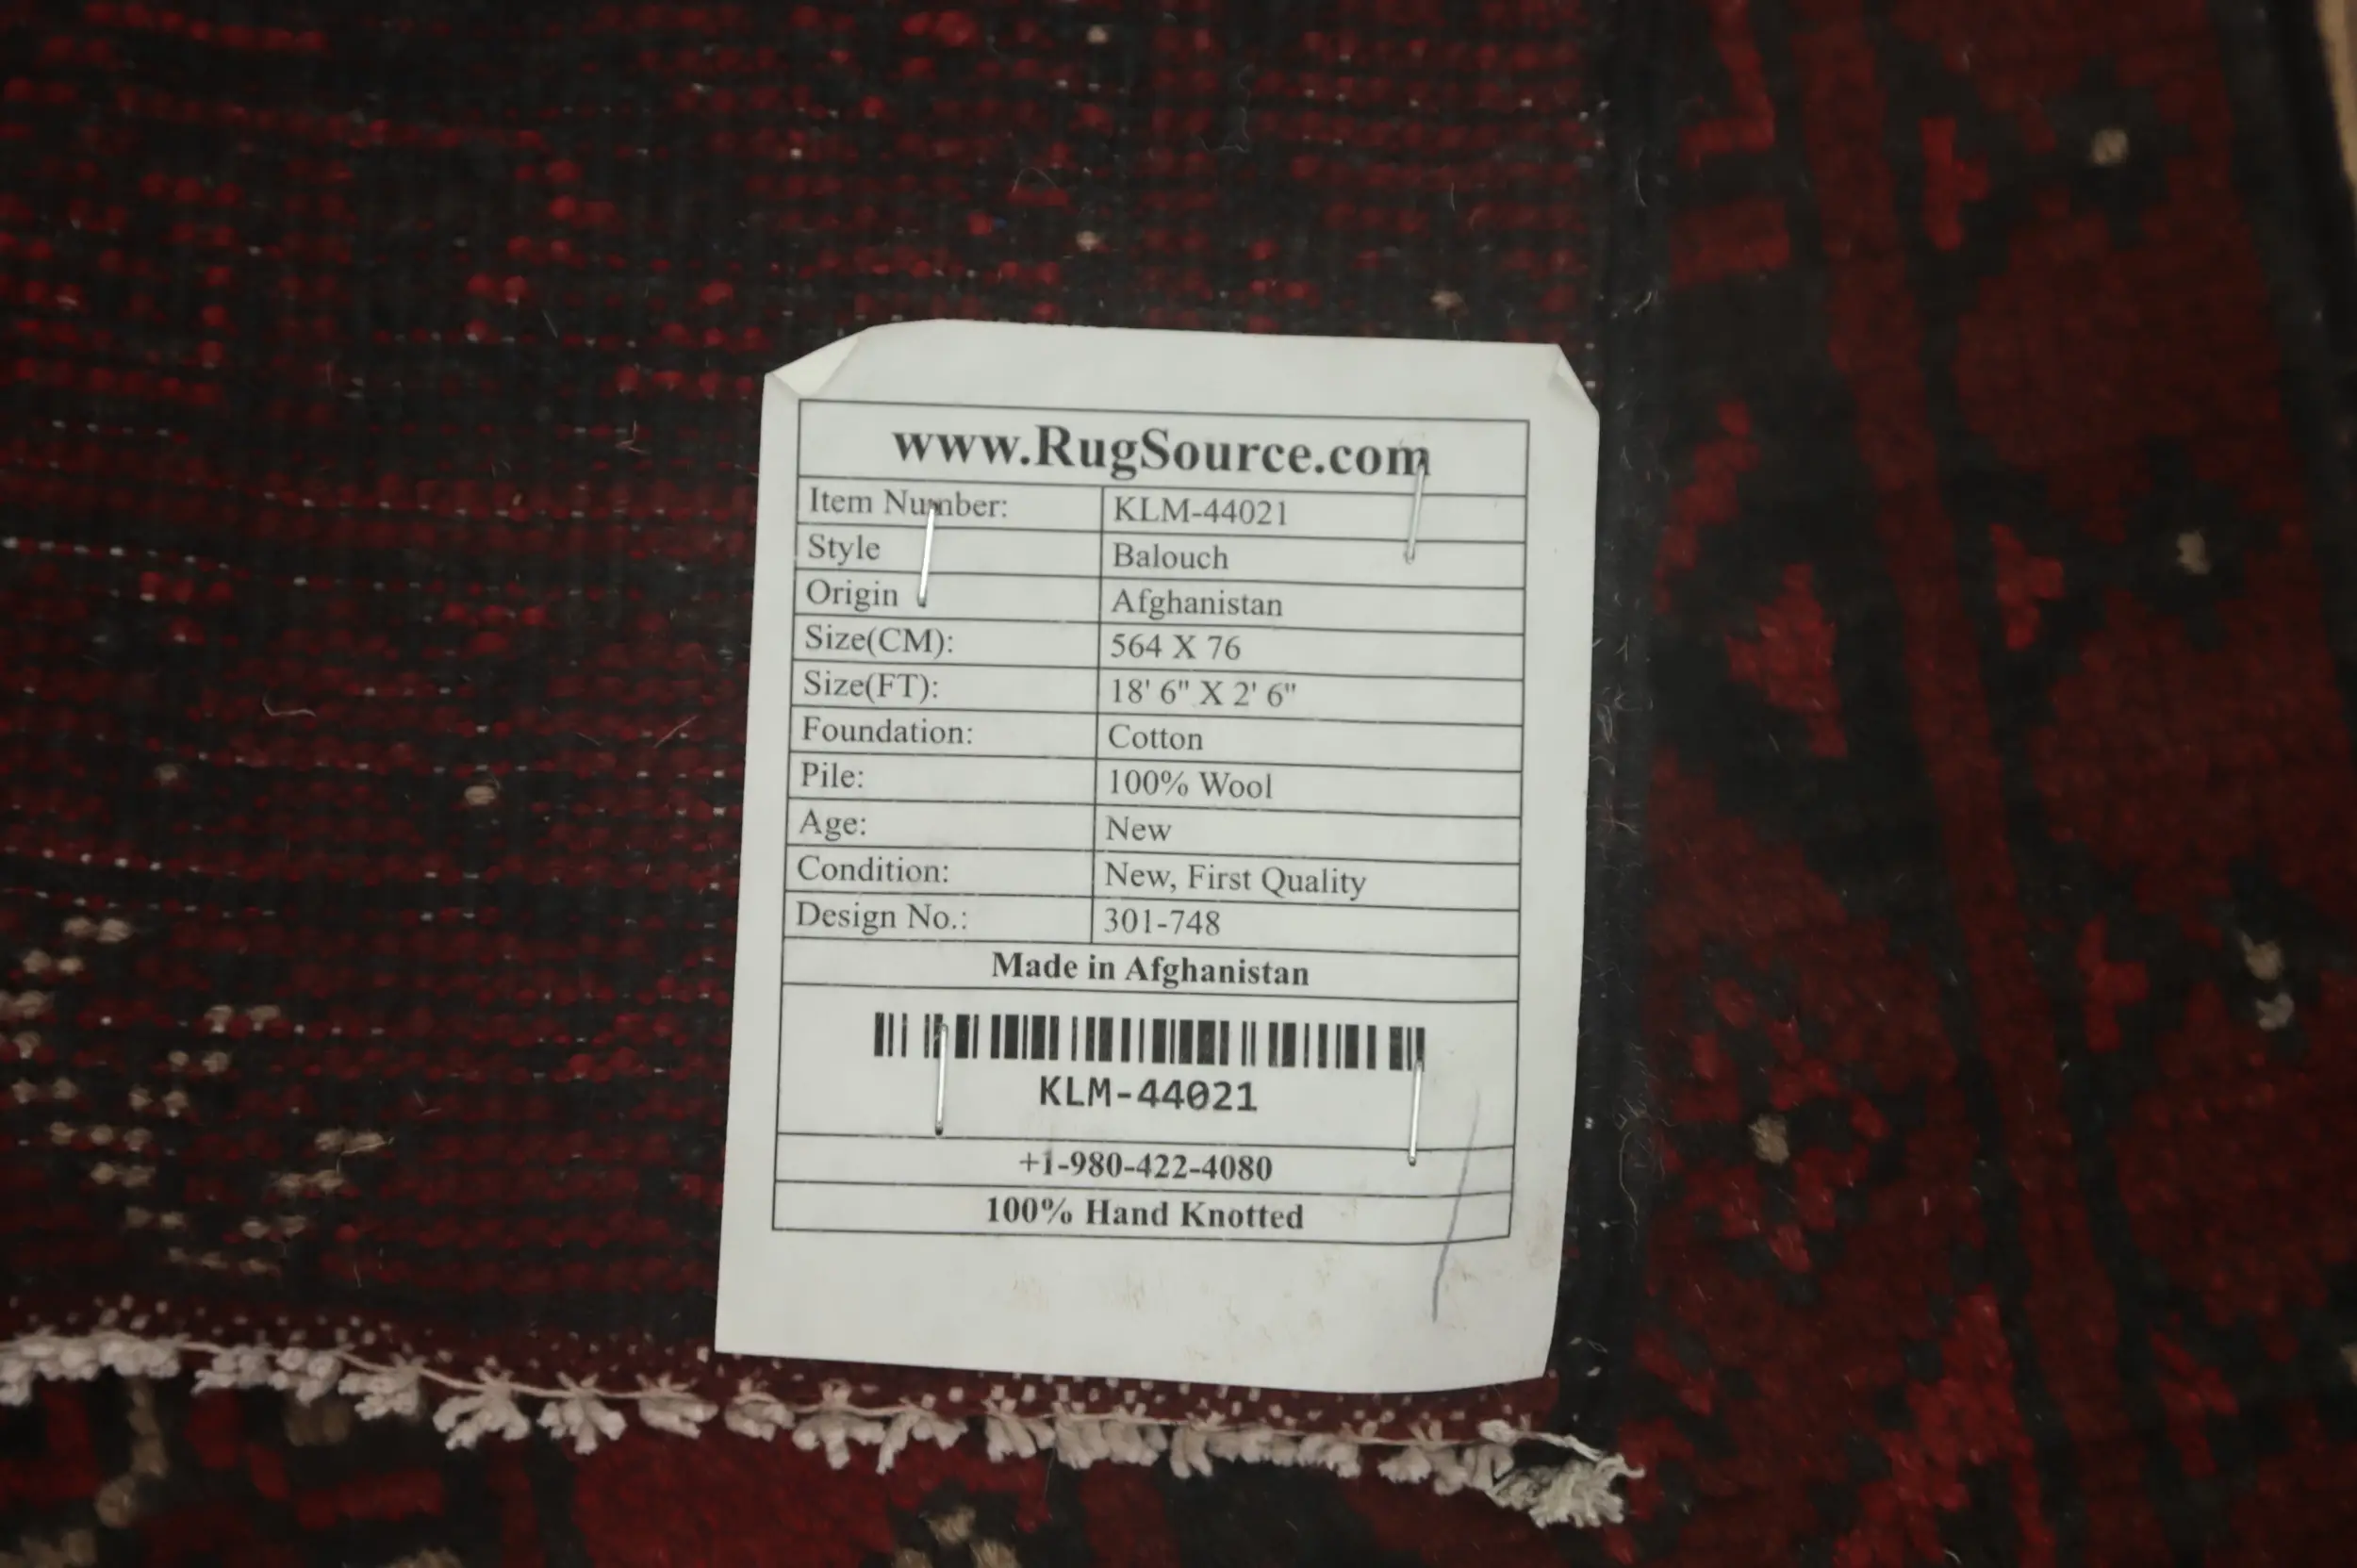 www.RugSource.com
Item Number: KLM-44021
Style Balouch
Origin Afghanistan
Size(CM): 564 X 76
Size(FT): 18' 6" X 2' 6"
Foundation: Cotton
Pile: 100% Wool
Age: New
Condition: New, First Quality
Design No.: 301-748
Made in Afghanistan
KLM-44021
+1-980-422-4080
100% Hand Knotted